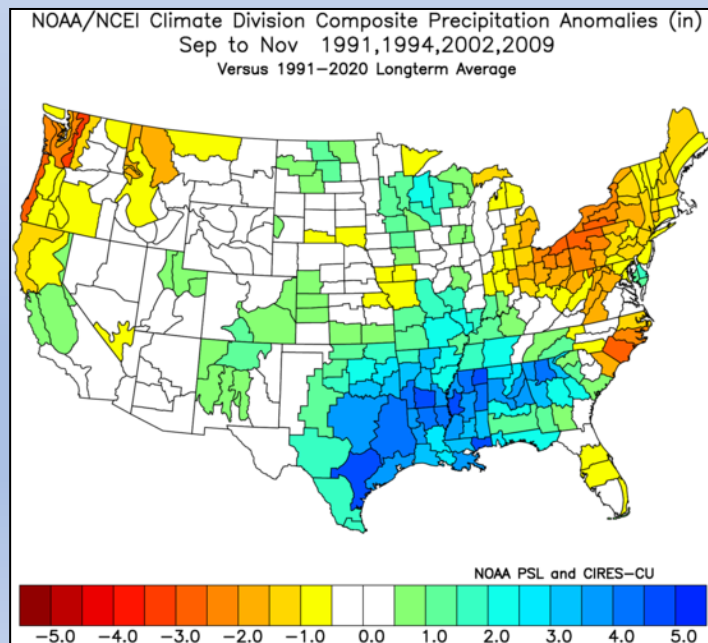 NOAA/NCEI Climate Division Composite Precipitation Anomalies (in)
Sep to Nov 1991,1994,2002,2009
Versus 1991-2020 Longterm Average
NOAA PSL and CIRES-CU
-5.0 -4.0 -3.0 -2.0 -1.0 0.0 1.0 2.0 3.0 4.0 5.0